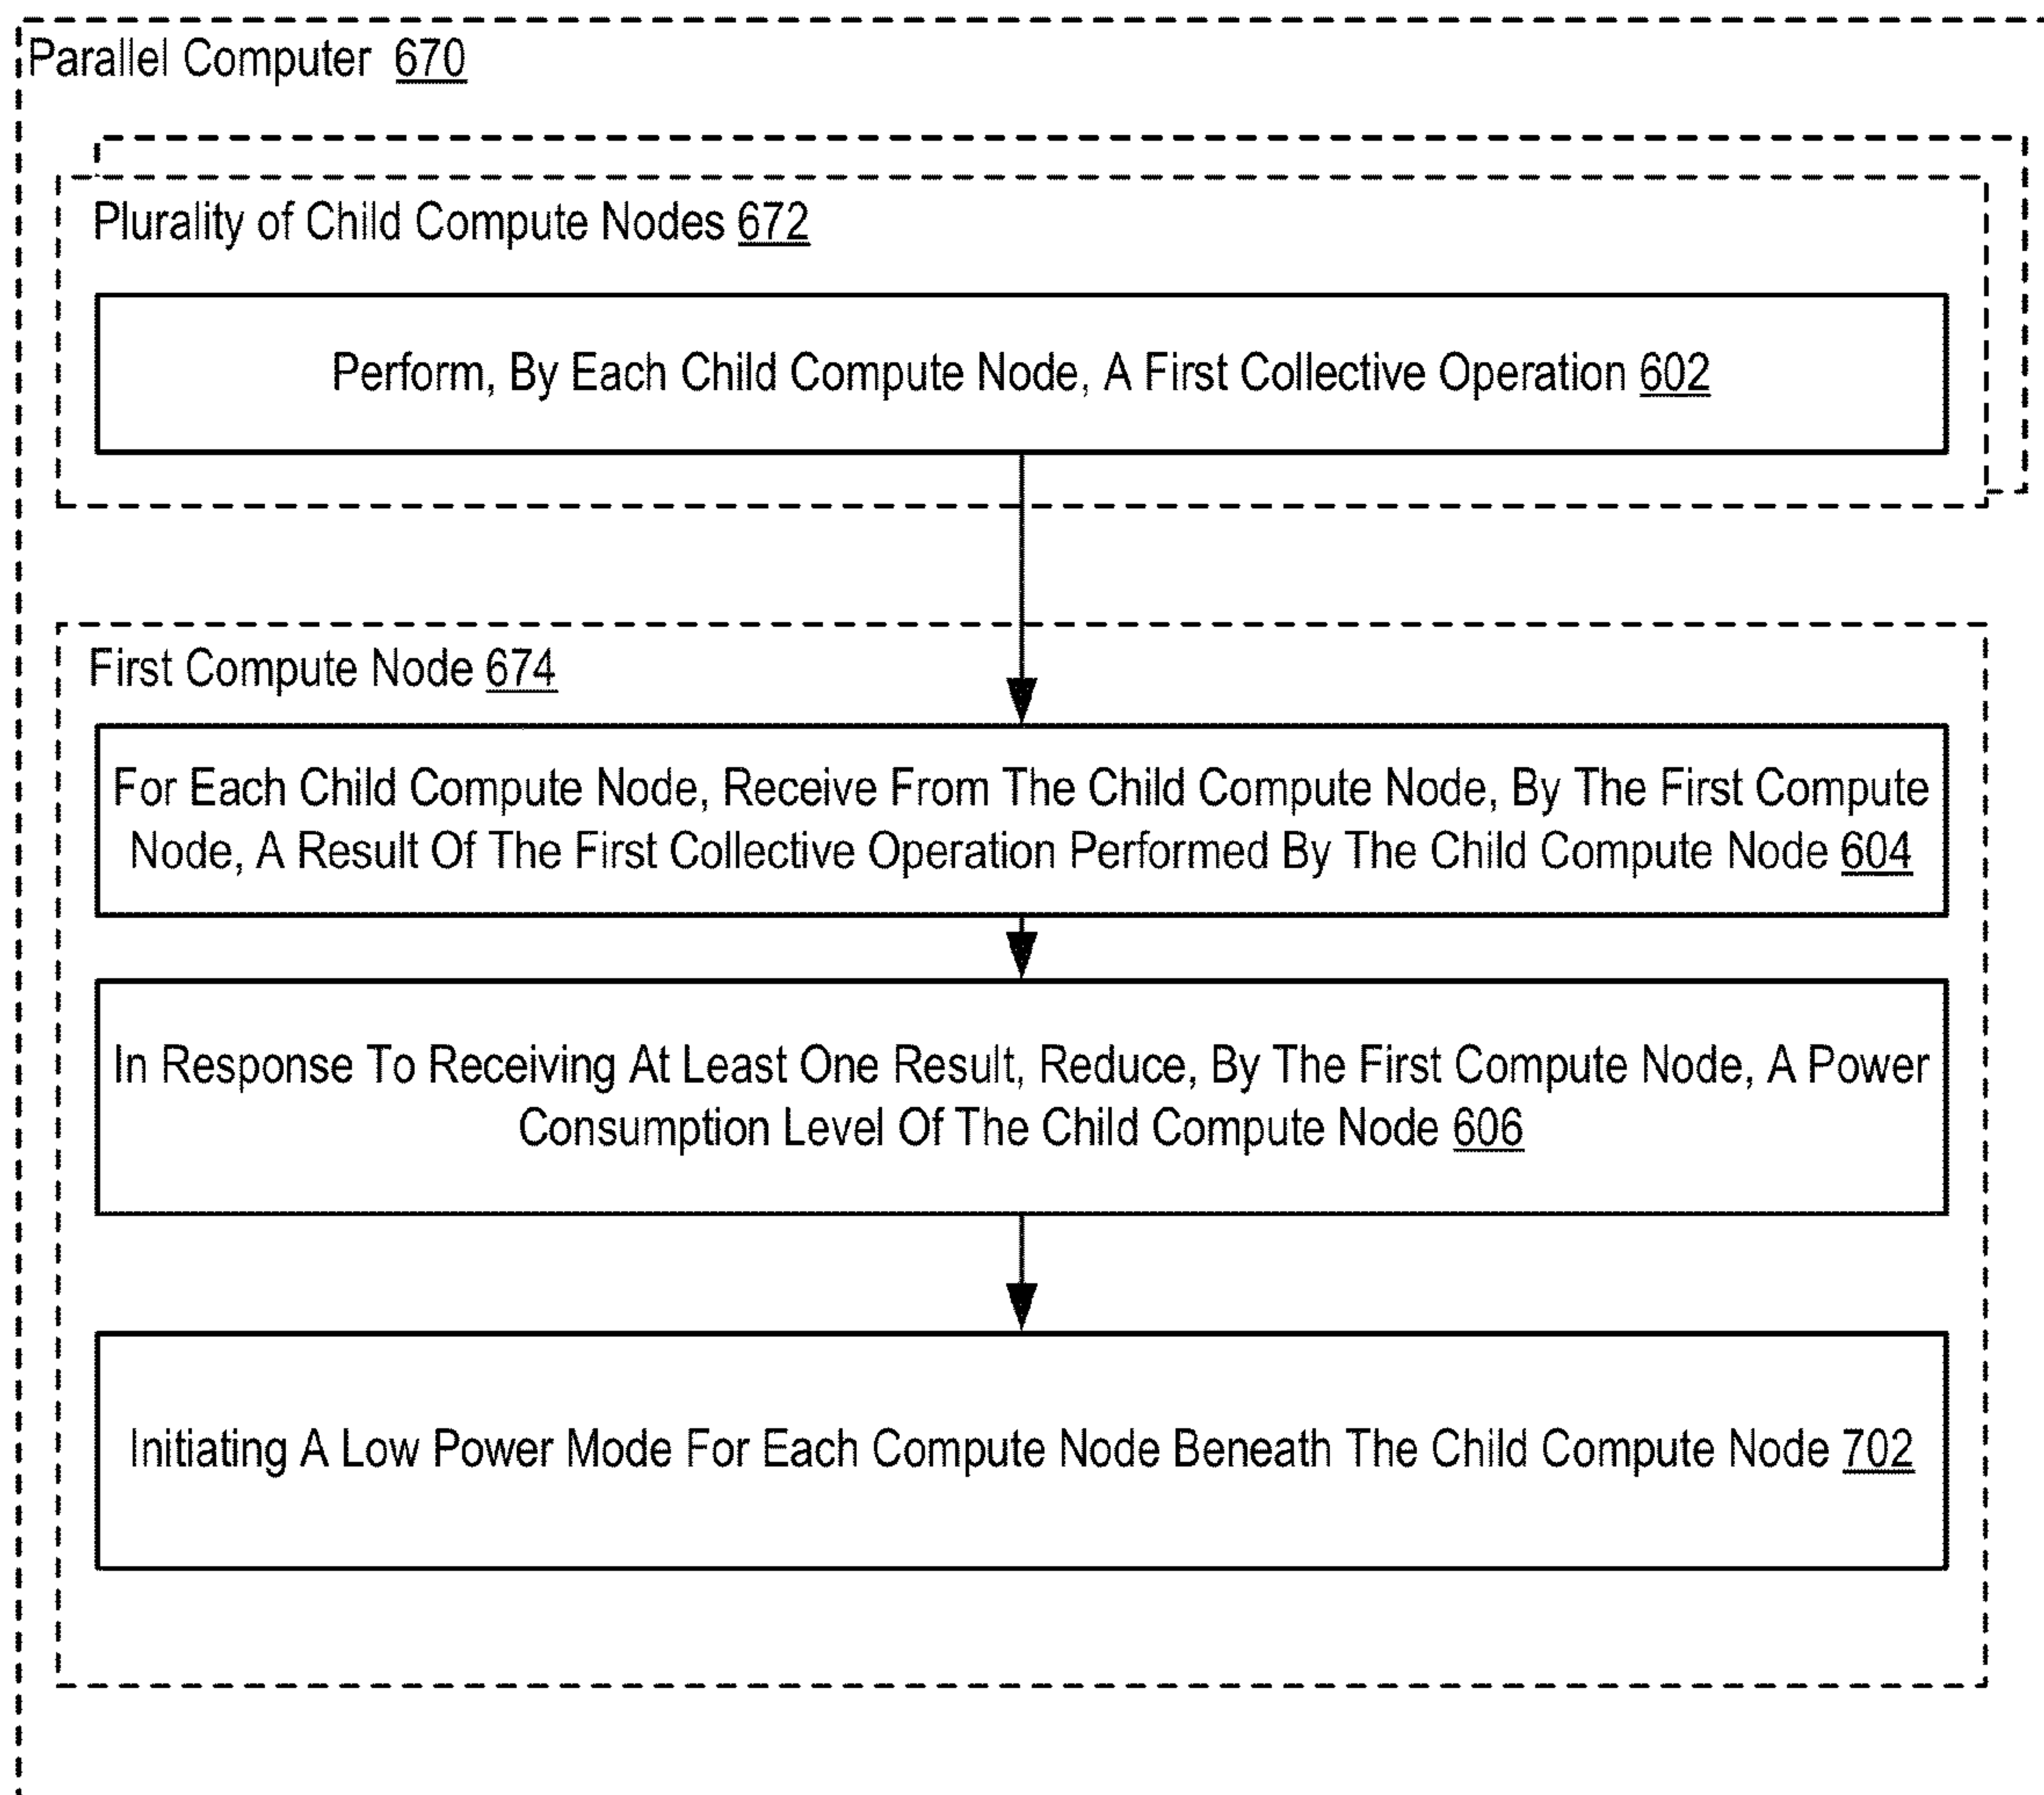 Parallel Computer 670
Plurality of Child Compute Nodes 672
Perform, By Each Child Compute Node, A First Collective Operation 602
First Compute Node 674
For Each Child Compute Node, Receive From The Child Compute Node, By The First Compute
Node, A Result Of The First Collective Operation Performed By The Child Compute Node 604
In Response To Receiving At Least One Result, Reduce, By The First Compute Node, A Power
Consumption Level Of The Child Compute Node 606
Initiating A Low Power Mode For Each Compute Node Beneath The Child Compute Node 702